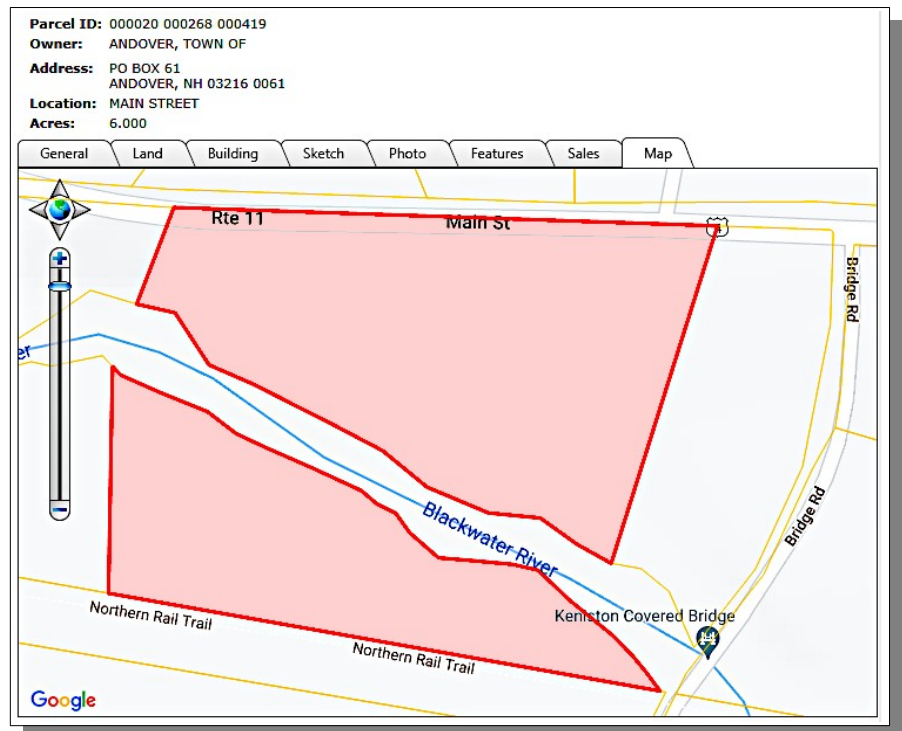 Parcel ID: 000020 000268 000419
Owner: ANDOVER, TOWN OF
Address: PO BOX 61
ANDOVER, NH 03216 0061
Location: MAIN STREET
Acres: 6.000
General Land Building Sketch Photo Features Sales Map
Rte 11 Main St 4
Bridge Rd
er
Blackwater River
Bridge Rd
Keniston Covered Bridge
Northern Rail Trail
Northern Rail Trail
Google